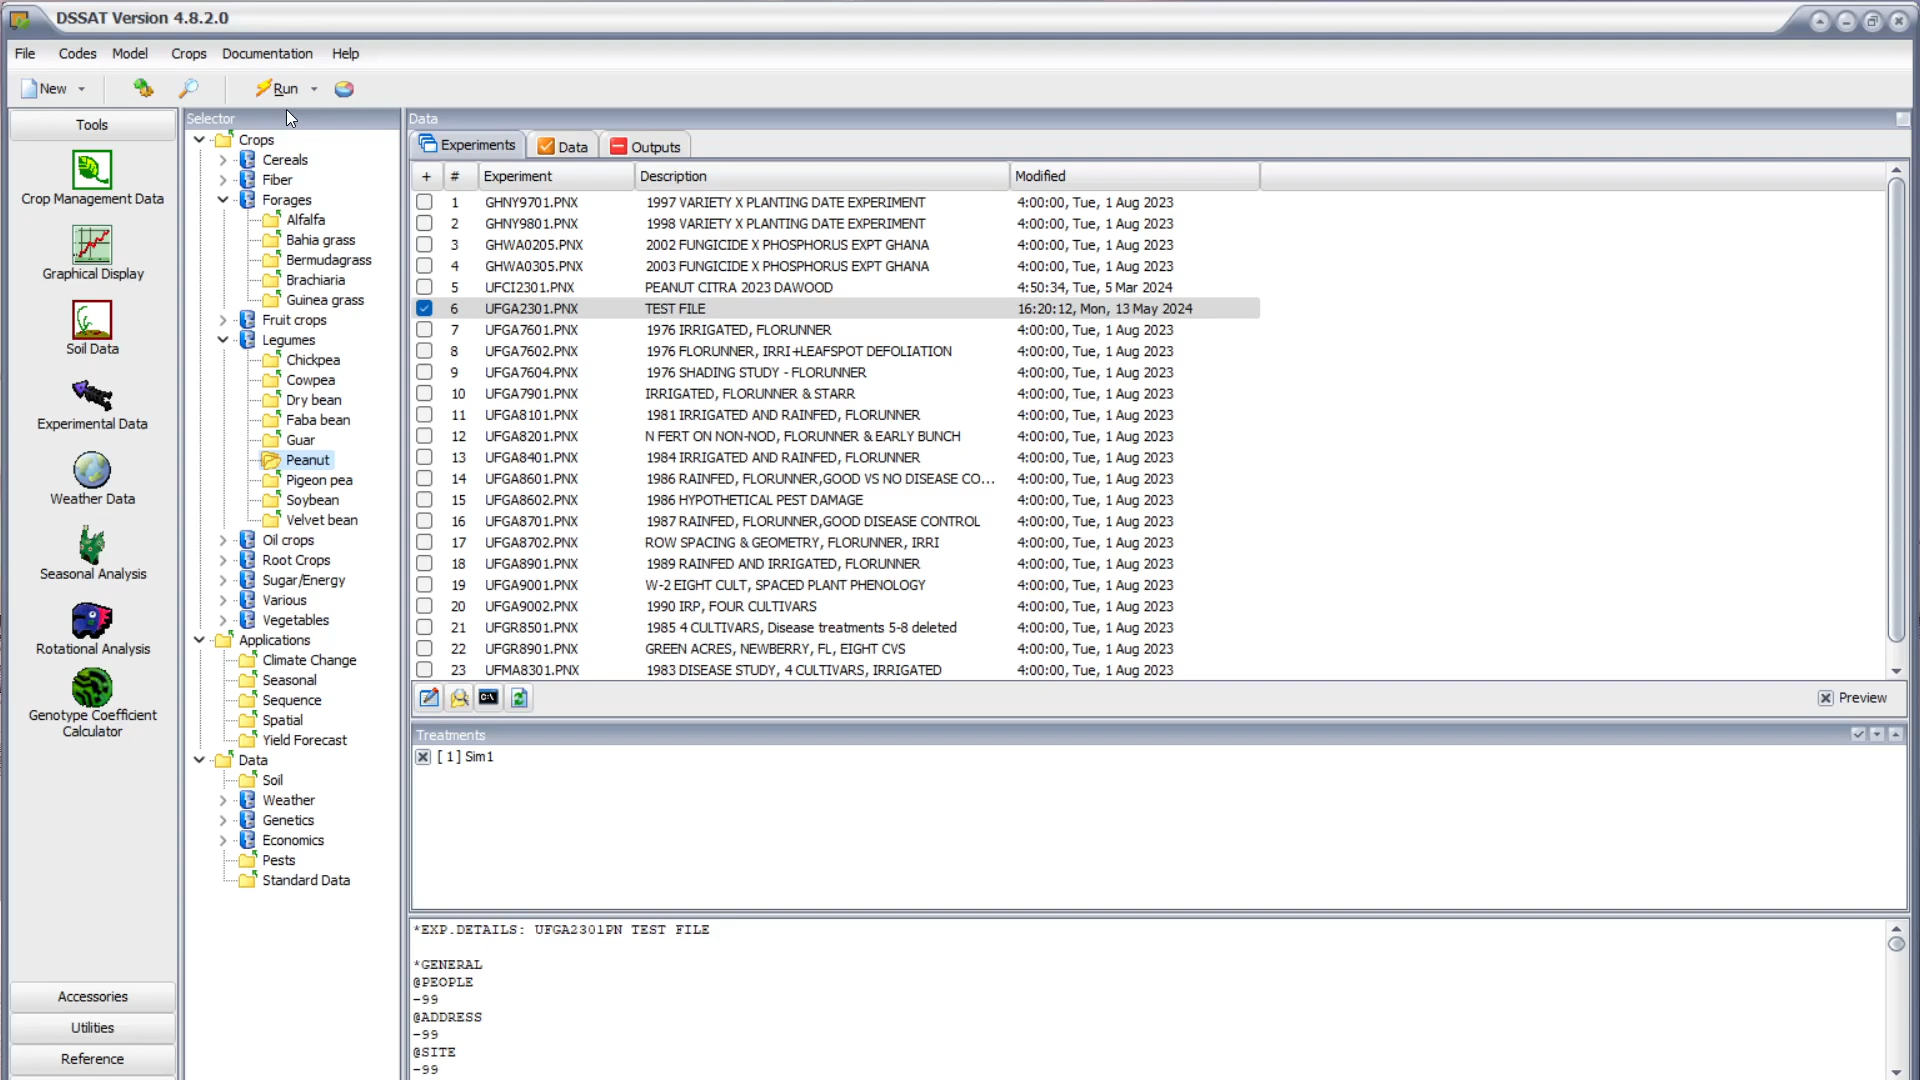 DSSAT Version 4.8.2.0
File Codes Model Crops Documentation Help
New Run
Tools
Crop Management Data
Graphical Display
Soil Data
Experimental Data
Weather Data
Seasonal Analysis
Rotational Analysis
Genotype Coefficient
Calculator
Accessories
Utilities
Reference
Selector
Crops
Cereals
Fiber
Forages
Alfalfa
Bahia grass
Bermudagrass
Brachiaria
Guinea grass
Fruit crops
Legumes
Chickpea
Cowpea
Dry bean
Faba bean
Guar
Peanut
Pigeon pea
Soybean
Velvet bean
Oil crops
Root Crops
Sugar/Energy
Various
Vegetables
Applications
Climate Change
Seasonal
Sequence
Spatial
Yield Forecast
Data
Soil
Weather
Genetics
Economics
Pests
Standard Data
Data
Experiments Data Outputs
+ # Experiment Description Modified
1 GHNY9701.PNX 1997 VARIETY X PLANTING DATE EXPERIMENT 4:00:00, Tue, 1 Aug 2023
2 GHNY9801.PNX 1998 VARIETY X PLANTING DATE EXPERIMENT 4:00:00, Tue, 1 Aug 2023
3 GHWA0205.PNX 2002 FUNGICIDE X PHOSPHORUS EXPT GHANA 4:00:00, Tue, 1 Aug 2023
4 GHWA0305.PNX 2003 FUNGICIDE X PHOSPHORUS EXPT GHANA 4:00:00, Tue, 1 Aug 2023
5 UFCI2301.PNX PEANUT CITRA 2023 DAWOOD 4:50:34, Tue, 5 Mar 2024
6 UFGA2301.PNX TEST FILE 16:20:12, Mon, 13 May 2024
7 UFGA7601.PNX 1976 IRRIGATED, FLORUNNER 4:00:00, Tue, 1 Aug 2023
8 UFGA7602.PNX 1976 FLORUNNER, IRRI+LEAFSPOT DEFOLIATION 4:00:00, Tue, 1 Aug 2023
9 UFGA7604.PNX 1976 SHADING STUDY - FLORUNNER 4:00:00, Tue, 1 Aug 2023
10 UFGA7901.PNX IRRIGATED, FLORUNNER & STARR 4:00:00, Tue, 1 Aug 2023
11 UFGA8101.PNX 1981 IRRIGATED AND RAINFED, FLORUNNER 4:00:00, Tue, 1 Aug 2023
12 UFGA8201.PNX N FERT ON NON-NOD, FLORUNNER & EARLY BUNCH 4:00:00, Tue, 1 Aug 2023
13 UFGA8401.PNX 1984 IRRIGATED AND RAINFED, FLORUNNER 4:00:00, Tue, 1 Aug 2023
14 UFGA8601.PNX 1986 RAINFED, FLORUNNER,GOOD VS NO DISEASE CO... 4:00:00, Tue, 1 Aug 2023
15 UFGA8602.PNX 1986 HYPOTHETICAL PEST DAMAGE 4:00:00, Tue, 1 Aug 2023
16 UFGA8701.PNX 1987 RAINFED, FLORUNNER,GOOD DISEASE CONTROL 4:00:00, Tue, 1 Aug 2023
17 UFGA8702.PNX ROW SPACING & GEOMETRY, FLORUNNER, IRRI 4:00:00, Tue, 1 Aug 2023
18 UFGA8901.PNX 1989 RAINFED AND IRRIGATED, FLORUNNER 4:00:00, Tue, 1 Aug 2023
19 UFGA9001.PNX W-2 EIGHT CULT, SPACED PLANT PHENOLOGY 4:00:00, Tue, 1 Aug 2023
20 UFGA9002.PNX 1990 IRP, FOUR CULTIVARS 4:00:00, Tue, 1 Aug 2023
21 UFGR8501.PNX 1985 4 CULTIVARS, Disease treatments 5-8 deleted 4:00:00, Tue, 1 Aug 2023
22 UFGR8901.PNX GREEN ACRES, NEWBERRY, FL, EIGHT CVS 4:00:00, Tue, 1 Aug 2023
23 UFMA8301.PNX 1983 DISEASE STUDY, 4 CULTIVARS, IRRIGATED 4:00:00, Tue, 1 Aug 2023
C:\ Preview
Treatments
[ 1 ] Sim1
*EXP.DETAILS: UFGA2301PN TEST FILE
*GENERAL
@PEOPLE
-99
@ADDRESS
-99
@SITE
-99